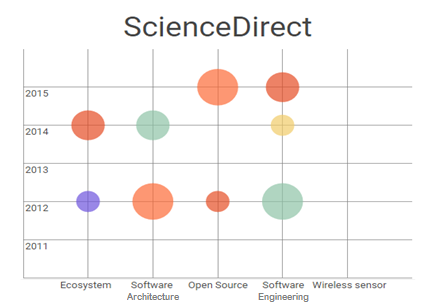 ScienceDirect
2015
2014
2013
2012
2011
Ecosystem Software Open Source Software Wireless sensor
Architecture Engineering